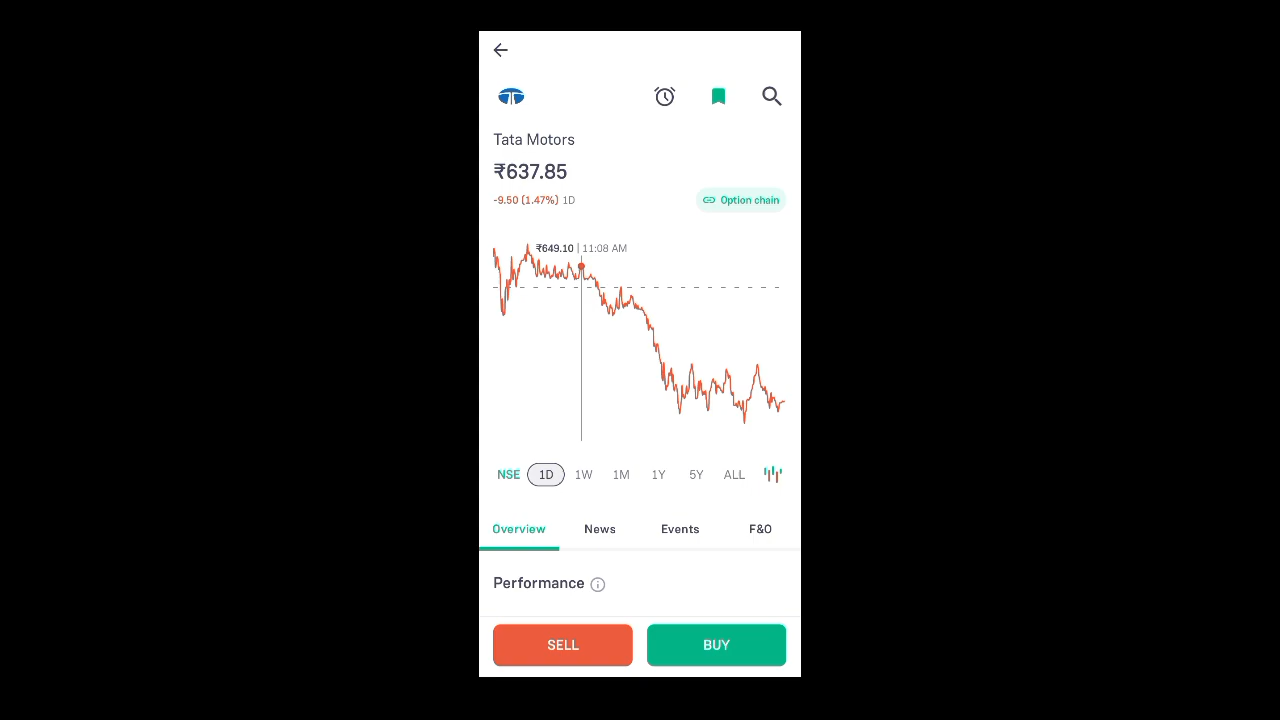 Tata Motors
₹637.85
-9.50 (1.47%) 1D
Option chain
₹649.10 | 11:08 AM
NSE 1D 1W 1M 1Y 5Y ALL
Overview News Events F&O
Performance
SELL BUY